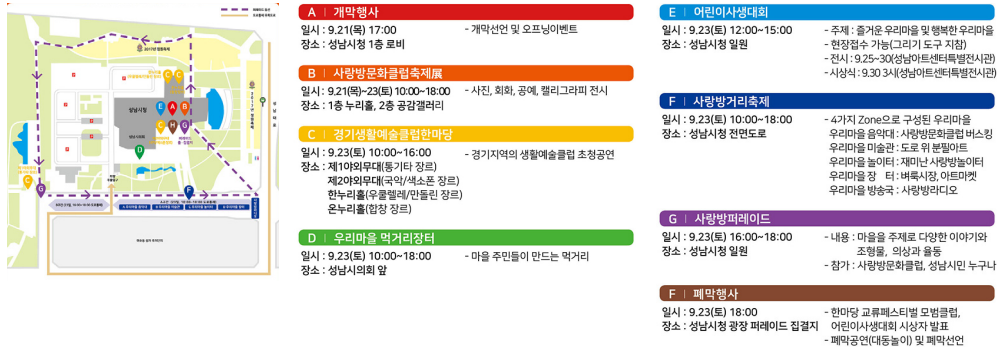 퍼레이드 동선
도로통제 우회도로
성남시청
성남시의회
A | 개막행사
일시 : 9.21(목) 17:00
장소 : 성남시청 1층 로비
- 개막선언 및 오프닝이벤트
B | 사랑방문화클럽축제展
일시 : 9.21(목)~23(토) 10:00~18:00
장소 : 1층 누리홀, 2층 공감갤러리
- 사진, 회화, 공예, 캘리그라피 전시
C | 경기생활예술클럽한마당
일시 : 9.23(토) 10:00~16:00
장소 : 제1야외무대(통기타 장르)
제2야외무대(국악/색소폰 장르)
한누리홀(우쿨렐레/만돌린 장르)
온누리홀(합창 장르)
- 경기지역의 생활예술클럽 초청공연
D | 우리마을 먹거리장터
일시 : 9.23(토) 10:00~18:00
장소 : 성남시의회 앞
- 마을 주민들이 만드는 먹거리
E | 어린이사생대회
일시 : 9.23(토) 12:00~15:00
장소 : 성남시청 일원
- 주제 : 즐거운 우리마을 및 행복한 우리마을
- 현장접수 가능(그리기 도구 지참)
- 전시 : 9.25~30(성남아트센터특별전시관)
- 시상식 : 9.30 3시(성남아트센터특별전시관)
F | 사랑방거리축제
일시 : 9.23(토) 10:00~18:00
장소 : 성남시청 전면도로
- 4가지 Zone으로 구성된 우리마을
우리마을 음악대 : 사랑방문화클럽 버스킹
우리마을 미술관 : 도로 위 분필아트
우리마을 놀이터 : 재미난 사랑방놀이터
우리마을 장 터 : 벼룩시장, 아트마켓
우리마을 방송국 : 사랑방라디오
G | 사랑방퍼레이드
일시 : 9.23(토) 16:00~18:00
장소 : 성남시청 일원
- 내용 : 마을을 주제로 다양한 이야기와
조형물, 의상과 율동
- 참가 : 사랑방문화클럽, 성남시민 누구나
F | 폐막행사
일시 : 9.23(토) 18:00
장소 : 성남시청 광장 퍼레이드 집결지
- 한마당 교류페스티벌 모범클럽,
어린이사생대회 시상자 발표
- 폐막공연(대동놀이) 및 폐막선언